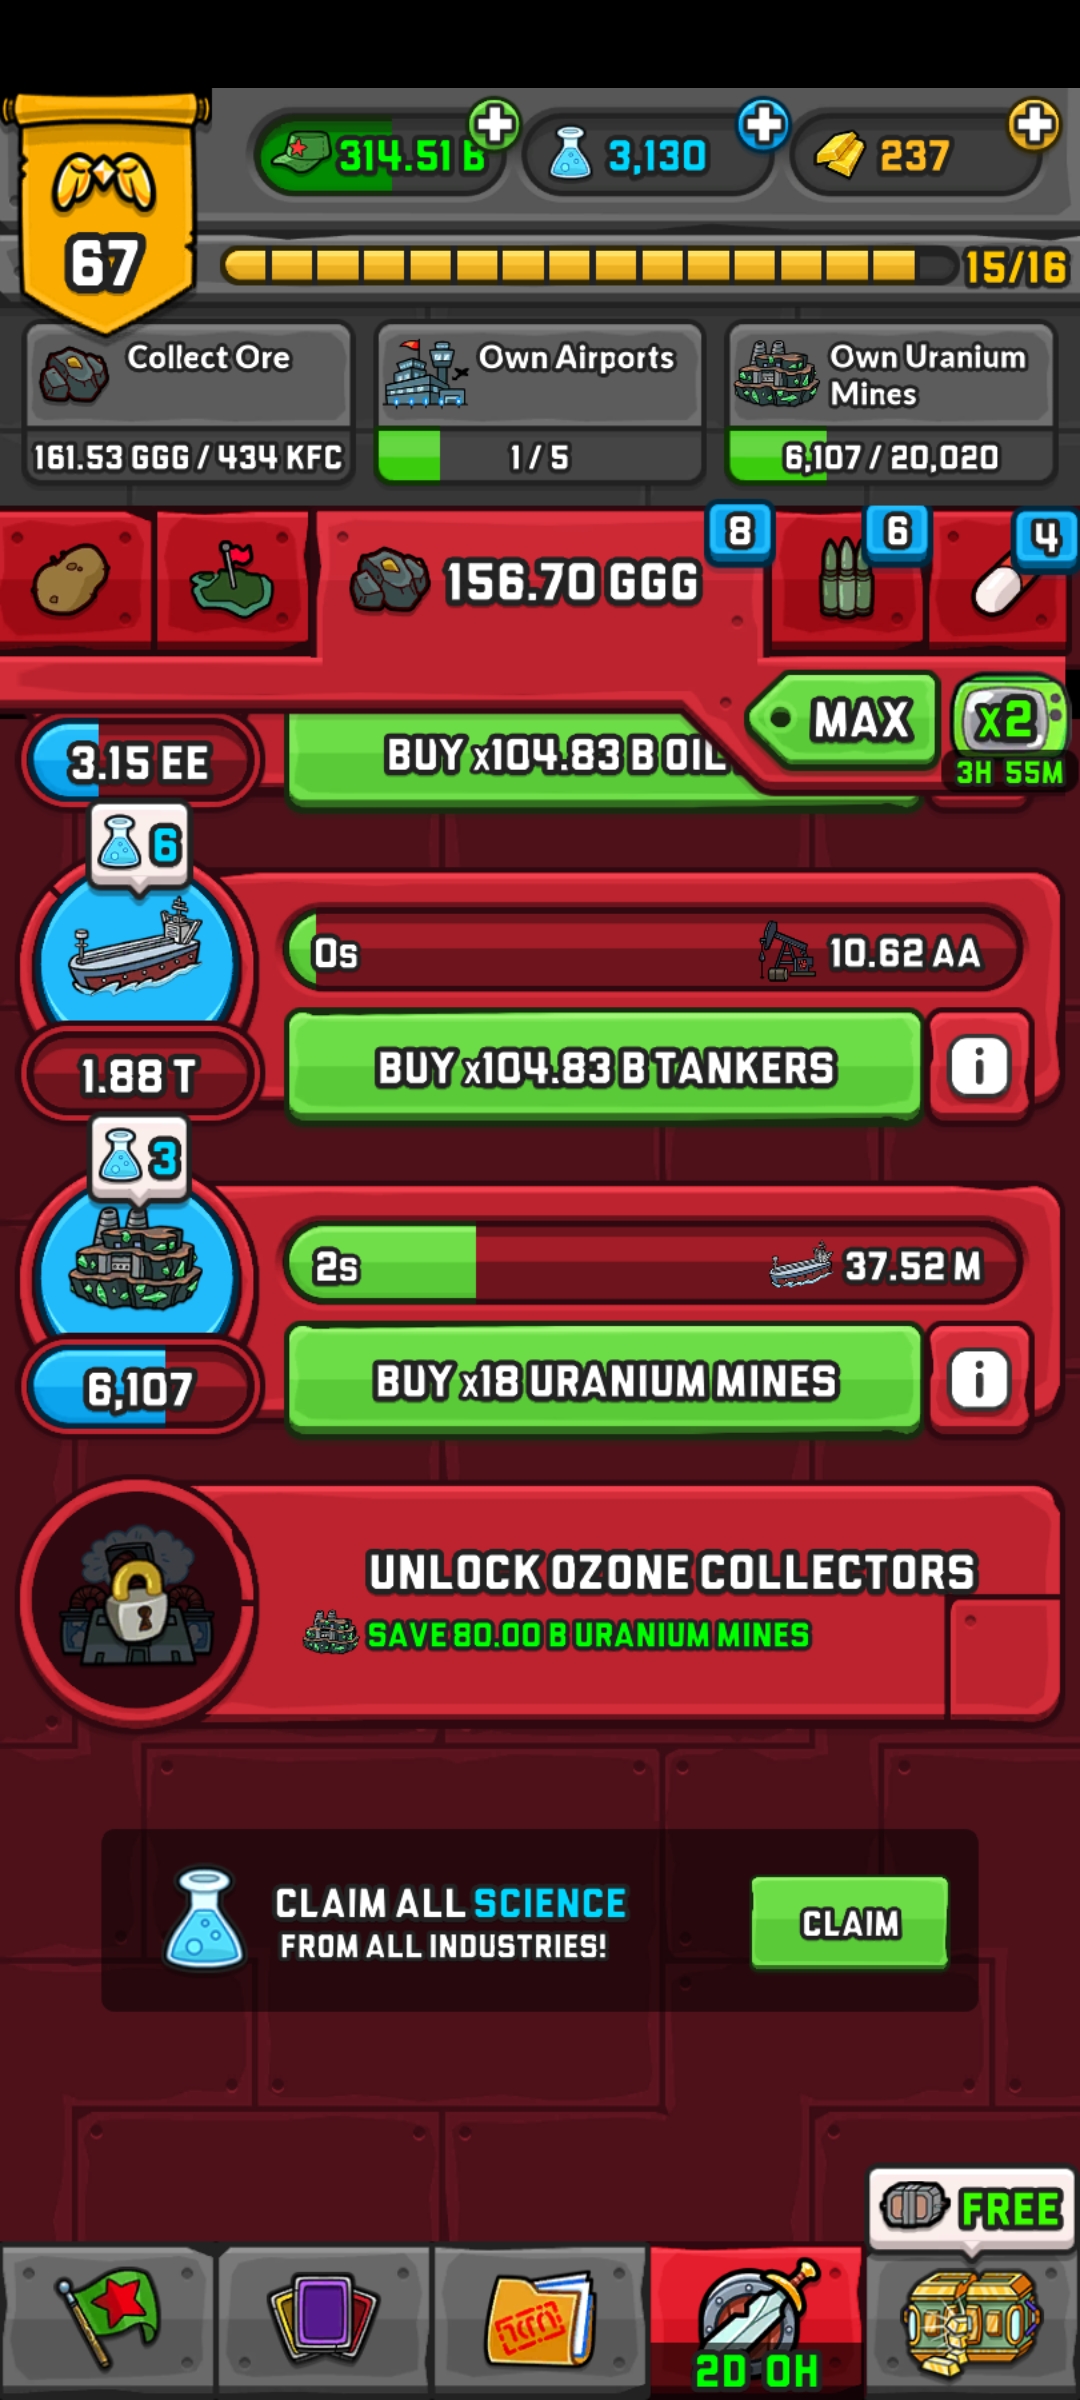 314.51 B
3,130
237
67
15/16
Collect Ore
161.53 GGG / 434 KFC
Own Airports
1 / 5
Own Uranium
Mines
6,107 / 20,020
156.70 GGG
8
6
4
MAX
x2
3H 55M
3.15 EE
BUY x104.83 B OIL
6
0s
10.62 AA
1.88 T
BUY x104.83 B TANKERS
i
3
2s
37.52 M
6,107
BUY x18 URANIUM MINES
i
UNLOCK OZONE COLLECTORS
SAVE 80.00 B URANIUM MINES
CLAIM ALL SCIENCE
FROM ALL INDUSTRIES!
CLAIM
FREE
2D 0H